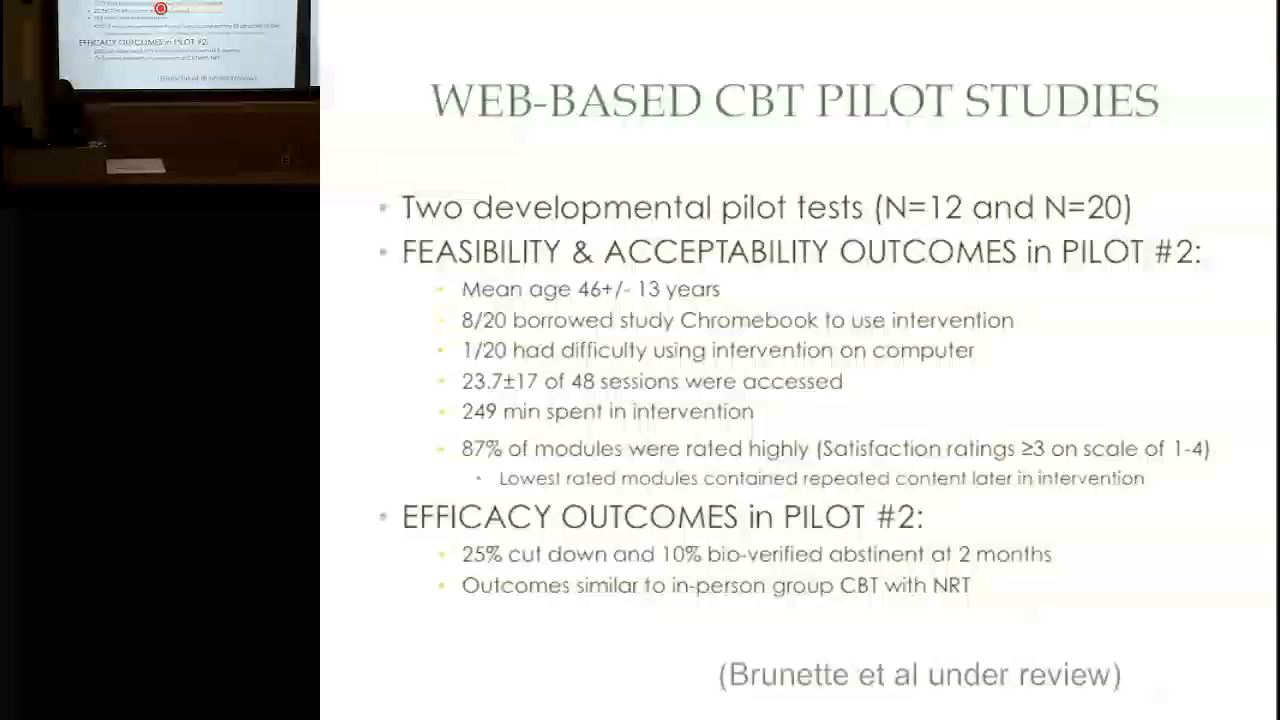 EFFICACY OUTCOMES in PILOT #2:
WEB-BASED CBT PILOT STUDIES
Two developmental pilot tests (N=12 and N=20)
FEASIBILITY & ACCEPTABILITY OUTCOMES in PILOT #2:
Mean age 46+/- 13 years
8/20 borrowed study Chromebook to use intervention
1/20 had difficulty using intervention on computer
23.7±17 of 48 sessions were accessed
249 min spent in intervention
87% of modules were rated highly (Satisfaction ratings ≥3 on scale of 1-4)
Lowest rated modules contained repeated content later in intervention
EFFICACY OUTCOMES in PILOT #2:
25% cut down and 10% bio-verified abstinent at 2 months
Outcomes similar to in-person group CBT with NRT
(Brunette et al under review)